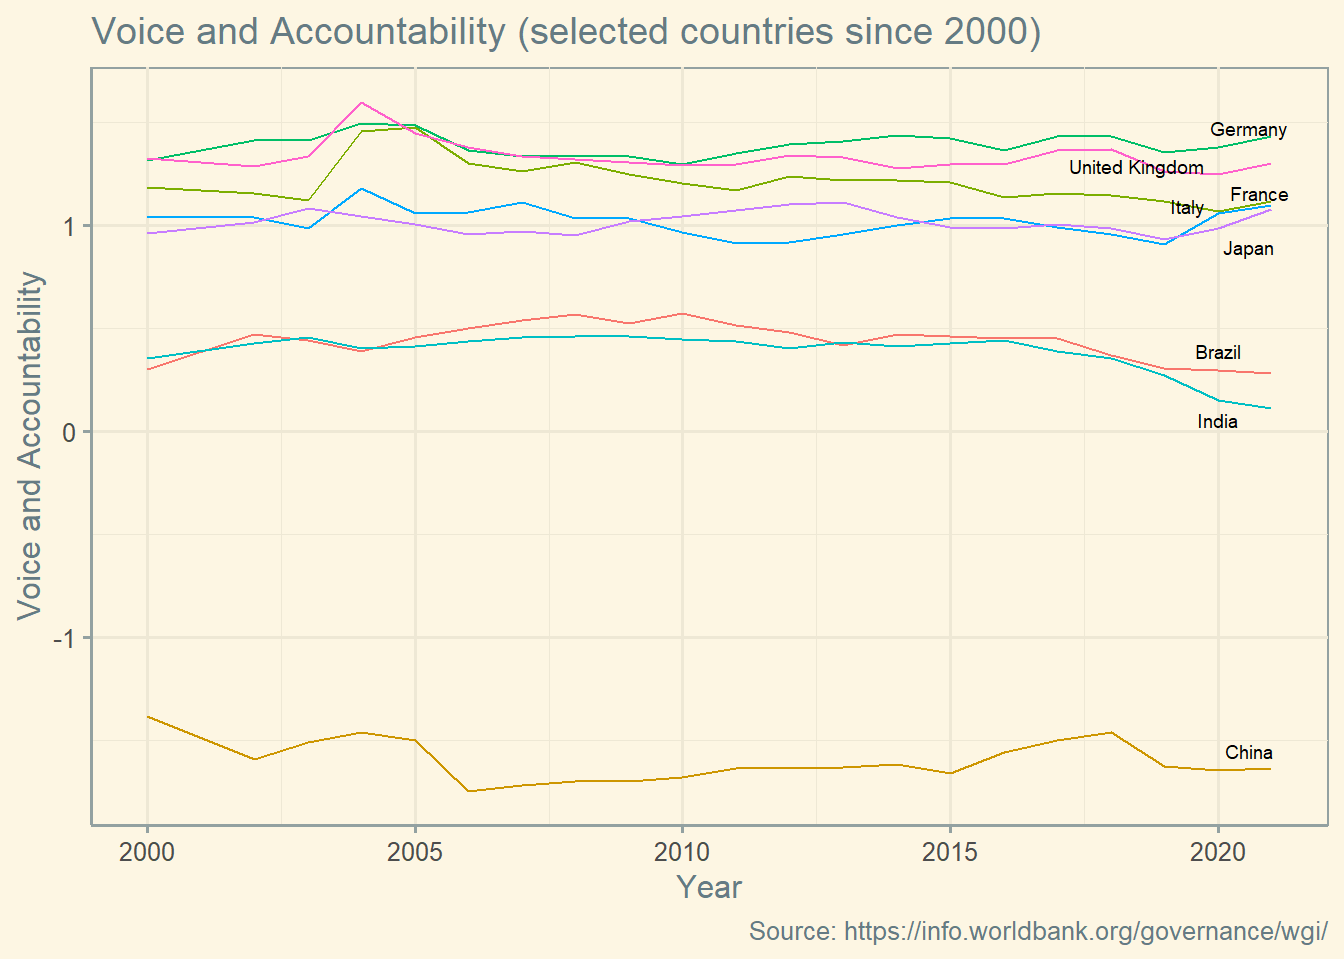 Voice and Accountability (selected countries since 2000)
Voice and Accountability
1
0
-1
Germany
United Kingdom
France
Italy
Japan
Brazil
India
China
2000 2005 2010 2015 2020
Year
Source: https://info.worldbank.org/governance/wgi/